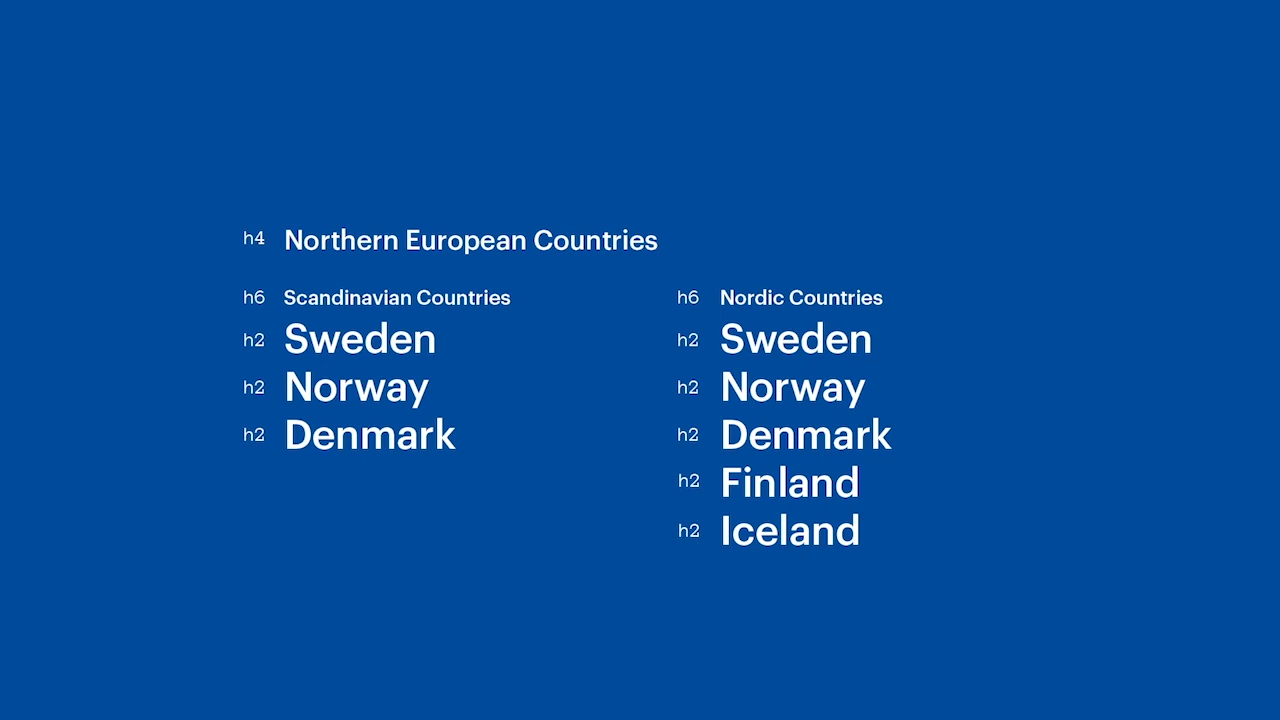 h4 Northern European Countries
h6 Scandinavian Countries
h2 Sweden
h2 Norway
h2 Denmark
h6 Nordic Countries
h2 Sweden
h2 Norway
h2 Denmark
h2 Finland
h2 Iceland